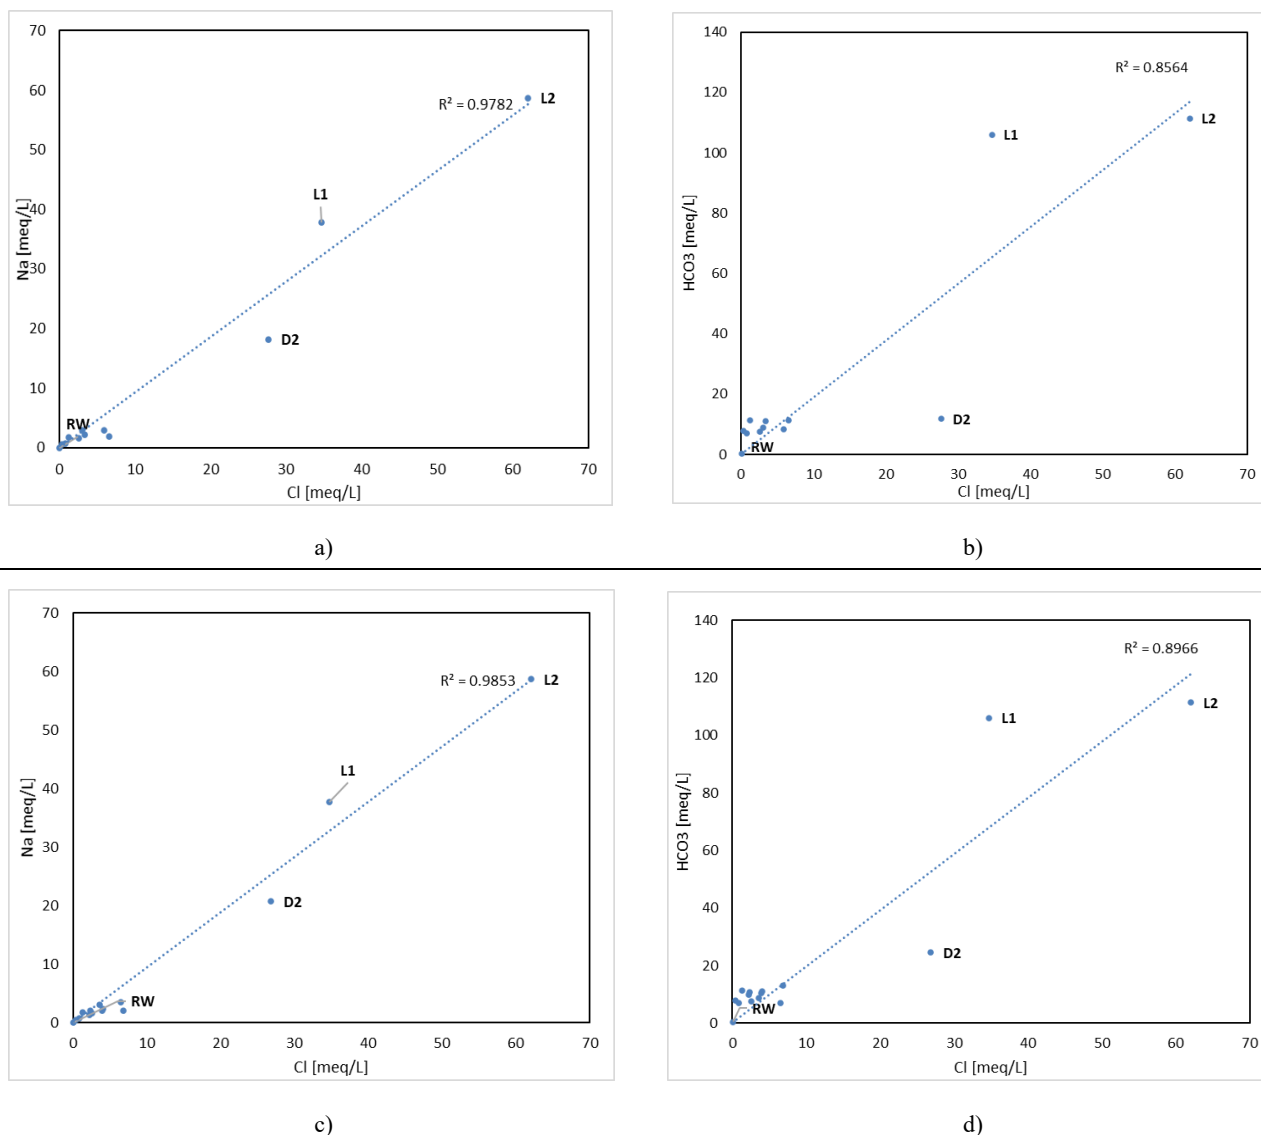 70
60
50
40
30
20
10
0
Na [meq/L]
R² = 0.9782
L2
L1
D2
RW
0 10 20 30 40 50 60 70
Cl [meq/L]
a)
140
120
100
80
60
40
20
0
HCO3 [meq/L]
R² = 0.8564
L2
L1
D2
RW
0 10 20 30 40 50 60 70
Cl [meq/L]
b)
70
60
50
40
30
20
10
0
Na [meq/L]
R² = 0.9853
L2
L1
D2
RW
0 10 20 30 40 50 60 70
Cl [meq/L]
c)
140
120
100
80
60
40
20
0
HCO3 [meq/L]
R² = 0.8966
L2
L1
D2
RW
0 10 20 30 40 50 60 70
Cl [meq/L]
d)